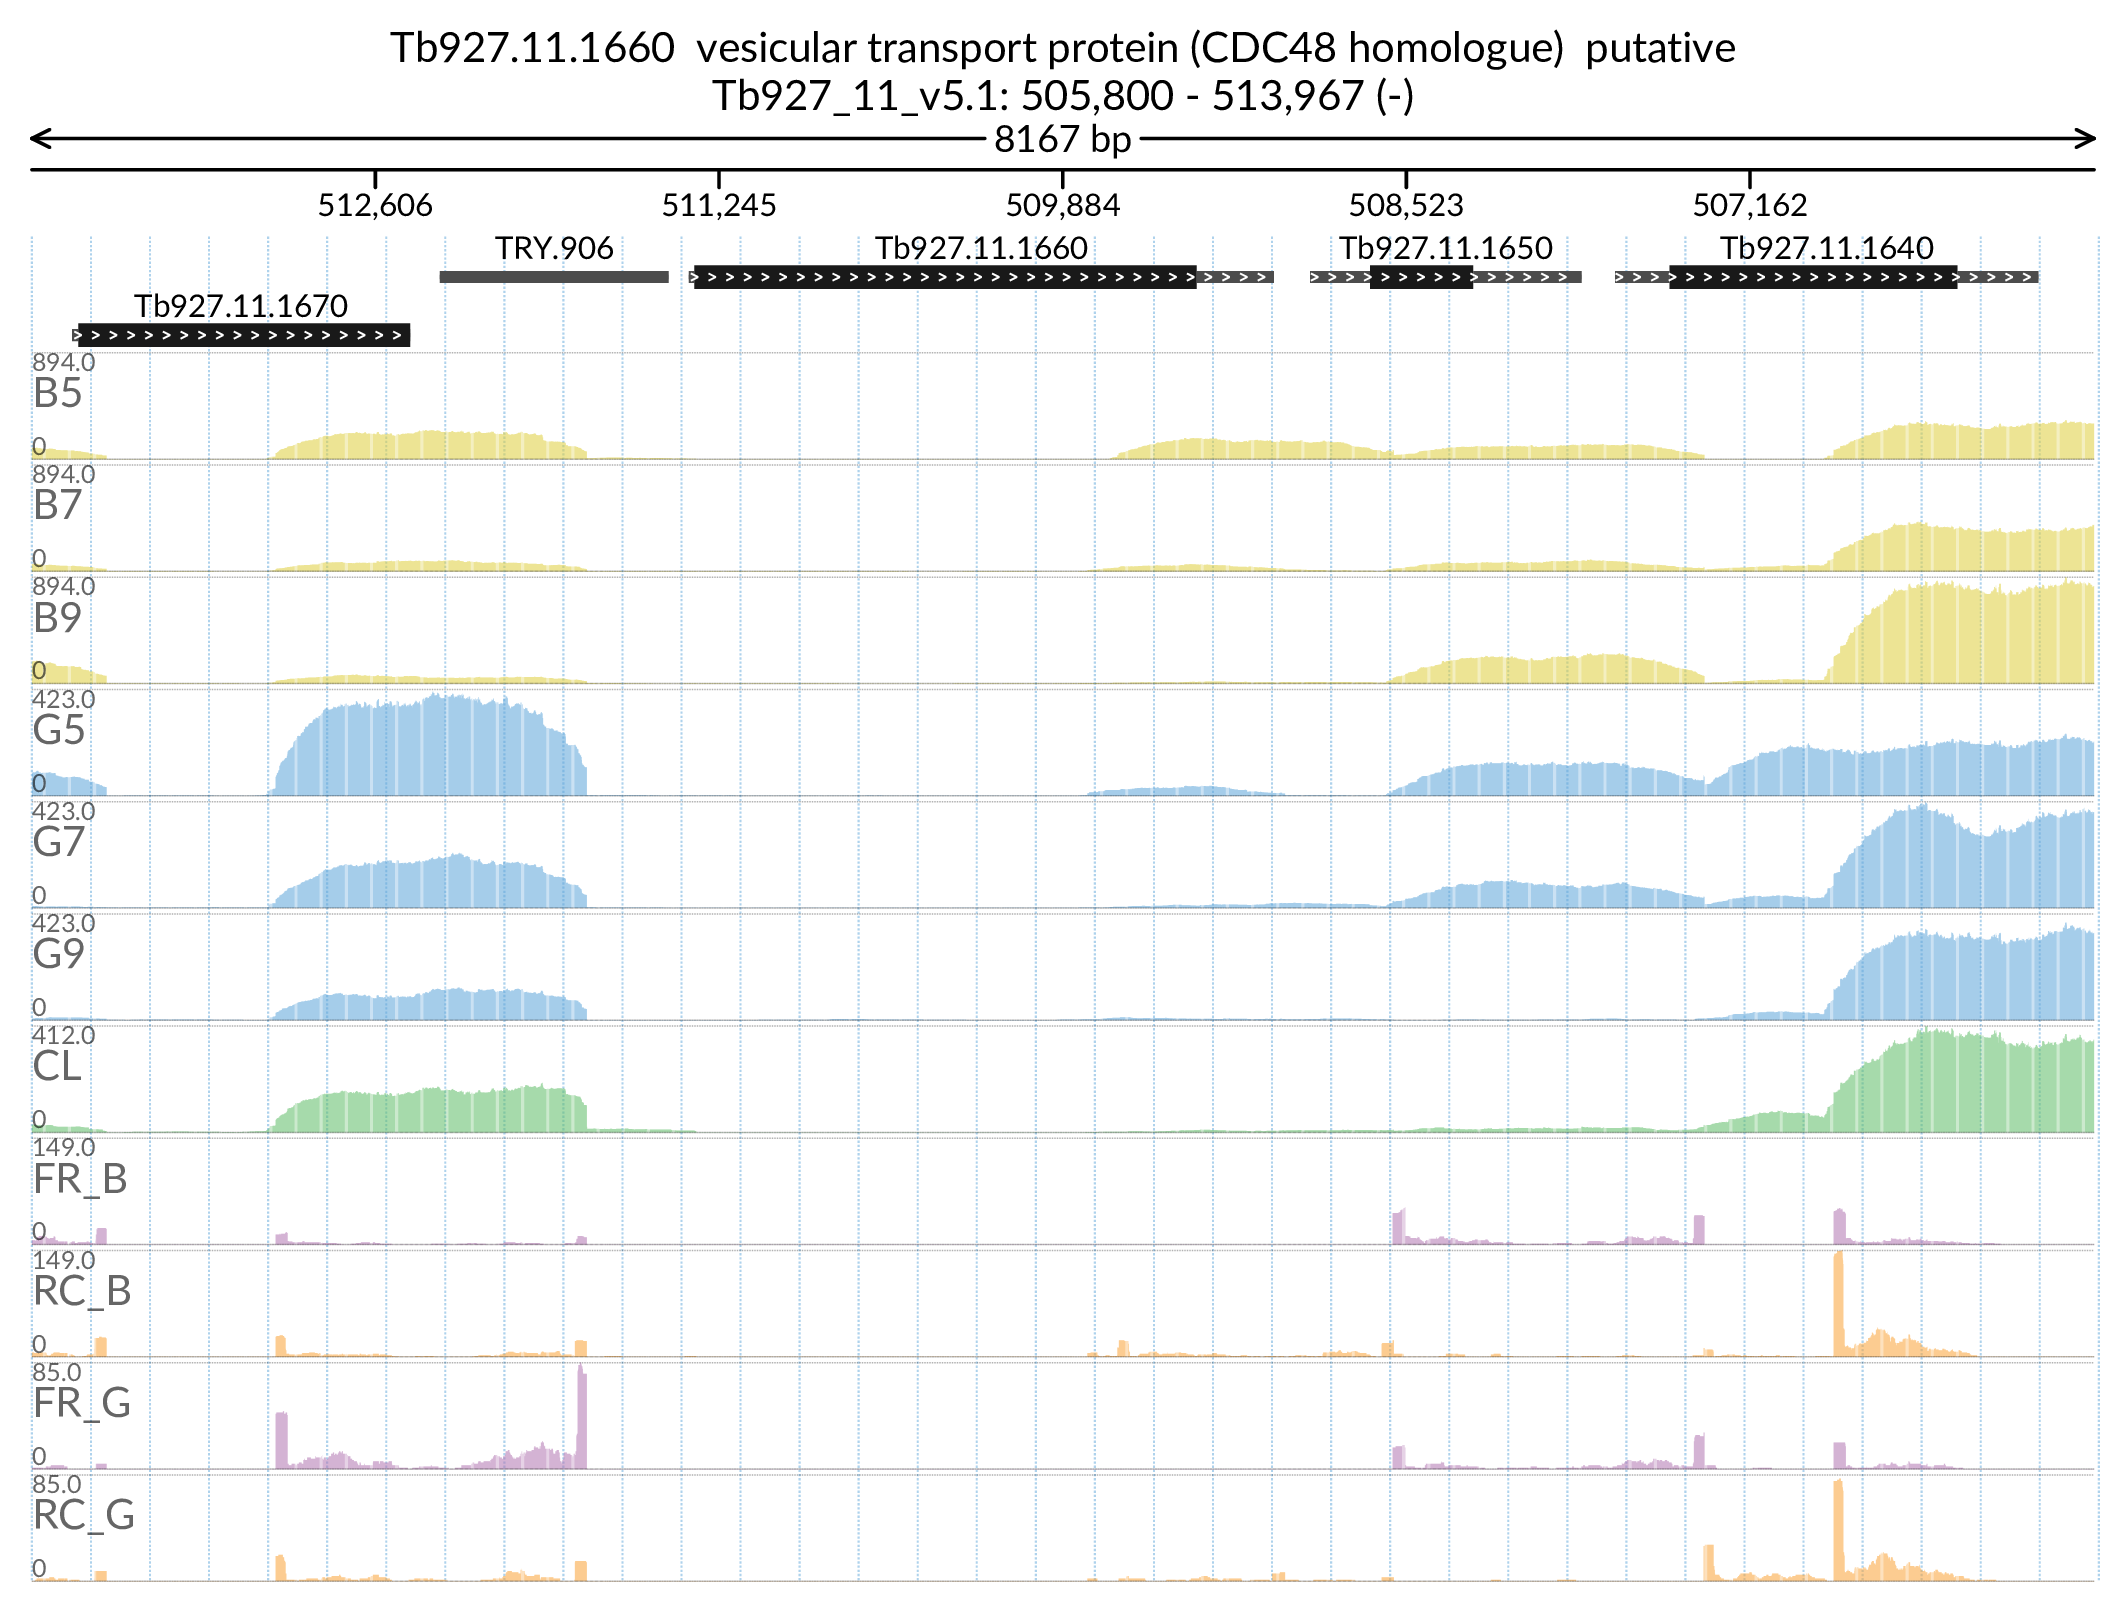 Tb927.11.1660 vesicular transport protein (CDC48 homologue) putative
Tb927_11_v5.1: 505,800 - 513,967 (-)
8167 bp
512,606 511,245 509,884 508,523 507,162
TRY.906 Tb927.11.1660 Tb927.11.1650 Tb927.11.1640
Tb927.11.1670
894.0
B5
0
894.0
B7
0
894.0
B9
0
423.0
G5
0
423.0
G7
0
423.0
G9
0
412.0
CL
0
149.0
FR_B
0
149.0
RC_B
0
85.0
FR_G
0
85.0
RC_G
0